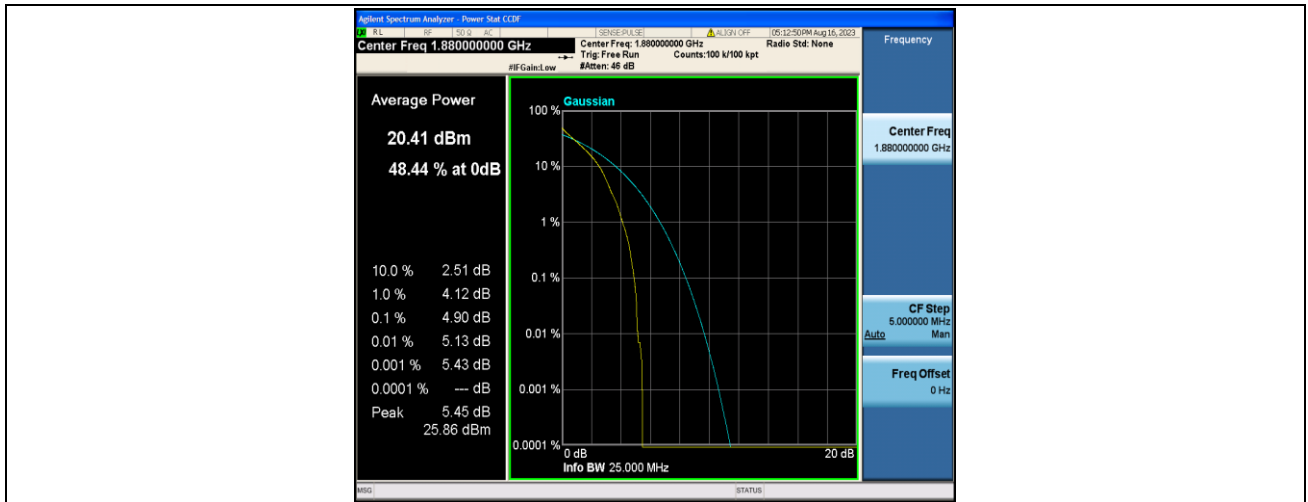 Agilent Spectrum Analyzer - Power Stat CCDF
RL RF 50 Ω AC SENSE:PULSE ALIGN OFF 05:12:50PM Aug 16, 2023
Center Freq 1.880000000 GHz
Center Freq: 1.880000000 GHz Radio Std: None
Trig: Free Run Counts:100 k/100 kpt
#IFGain:Low #Atten: 46 dB
Frequency
Average Power
20.41 dBm
48.44 % at 0dB
10.0 % 2.51 dB
1.0 % 4.12 dB
0.1 % 4.90 dB
0.01 % 5.13 dB
0.001 % 5.43 dB
0.0001 % --- dB
Peak 5.45 dB
25.86 dBm
Gaussian
100 %
10 %
1 %
0.1 %
0.01 %
0.001 %
0.0001 %
0 dB 20 dB
Info BW 25.000 MHz
Center Freq
1.880000000 GHz
CF Step
5.000000 MHz
Auto Man
Freq Offset
0 Hz
MSG STATUS